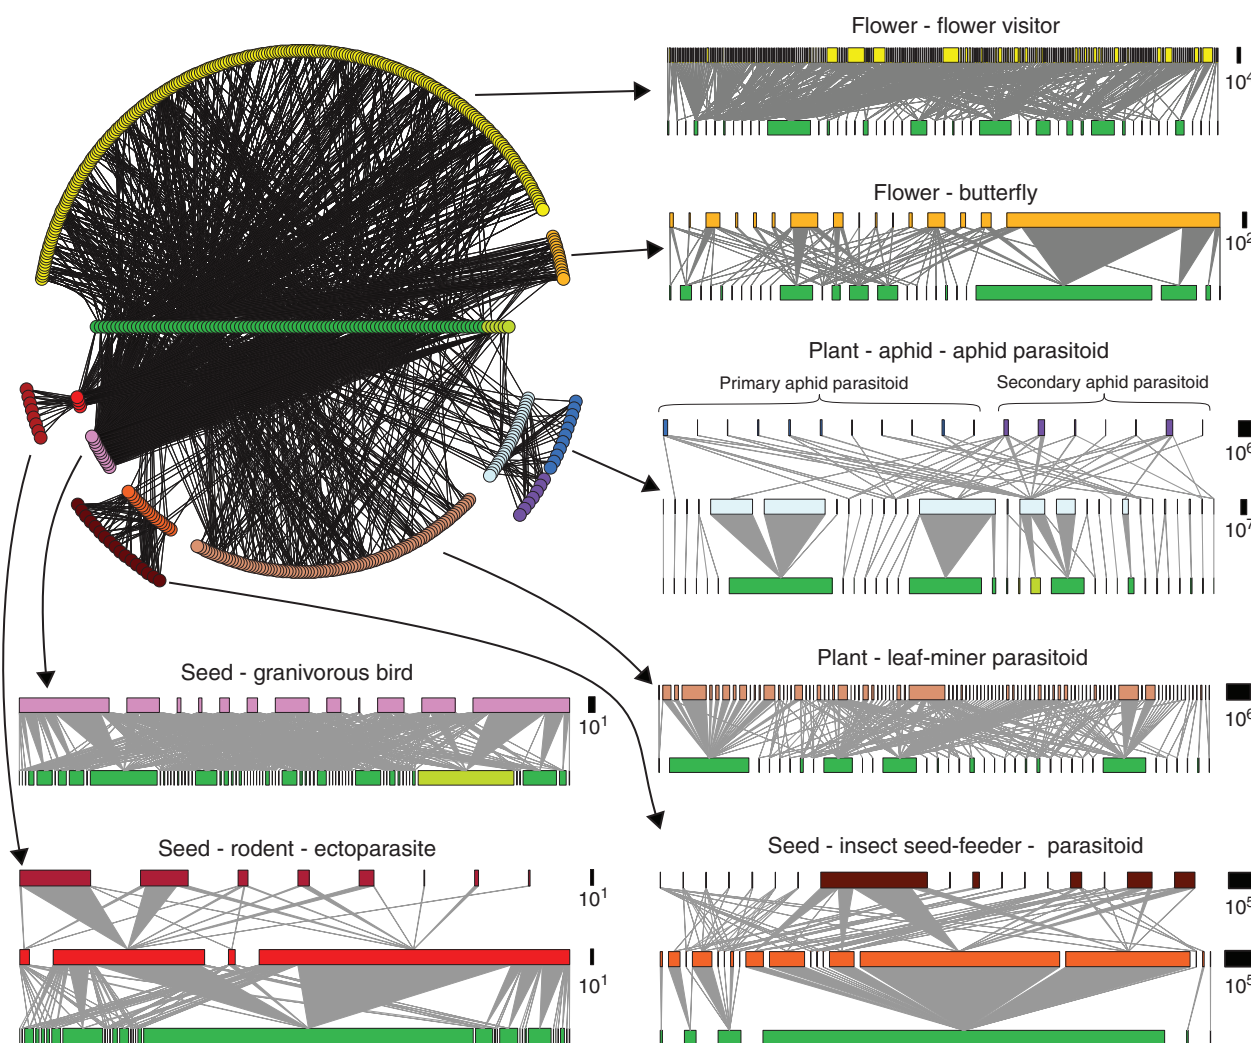 Flower - flower visitor
10⁴
Flower - butterfly
10²
Plant - aphid - aphid parasitoid
Primary aphid parasitoid Secondary aphid parasitoid
10⁶
10⁷
Plant - leaf-miner parasitoid
10⁶
Seed - granivorous bird
10¹
Seed - insect seed-feeder - parasitoid
10⁵
10⁵
Seed - rodent - ectoparasite
10¹
10¹